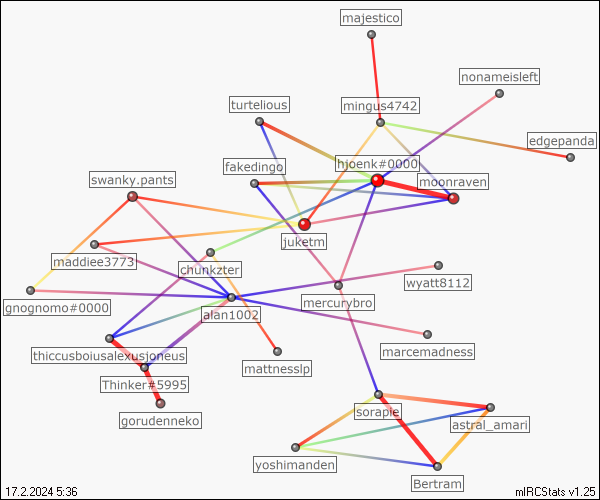 majestico
nonameisleft
turtelious
mingus4742
edgepanda
fakedingo
hjoenk#0000
moonraven
swanky.pants
juketm
maddiee3773
chunkzter
wyatt8112
mercurybro
gnognomo#0000
alan1002
marcemadness
thiccusboiusalexusjoneus
mattnesslp
Thinker#5995
gorudenneko
sorapie
astral_amari
yoshimanden
Bertram
17.2.2024 5:36
mIRCStats v1.25